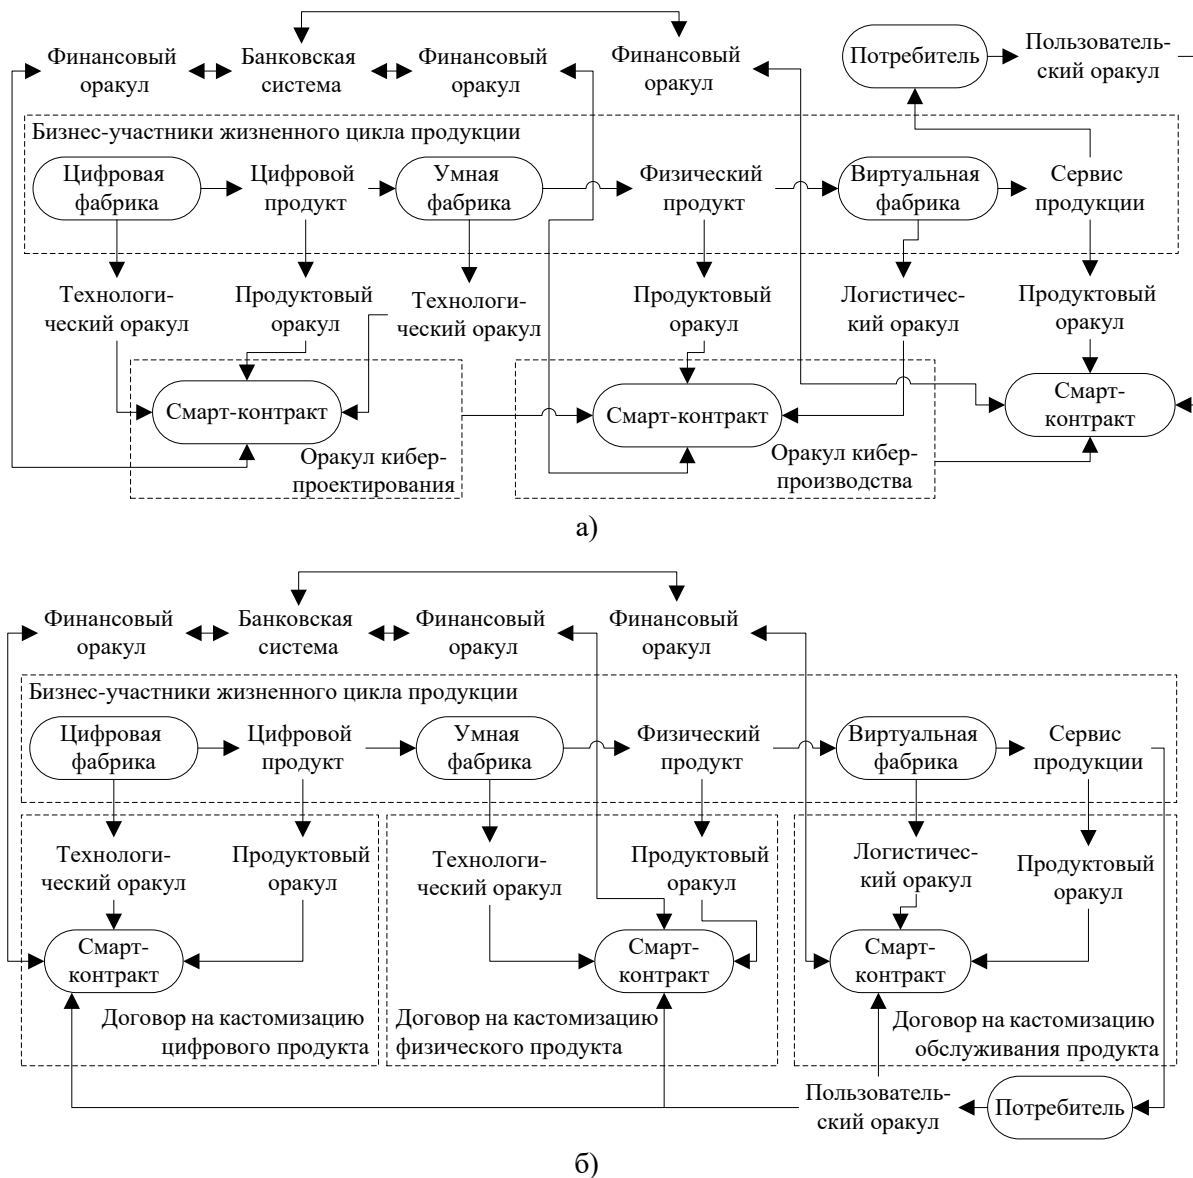 Финансовый
оракул
Банковская
система
Финансовый
оракул
Финансовый
оракул
Потребитель
Пользователь-
ский оракул
Бизнес-участники жизненного цикла продукции
Цифровая
фабрика
Цифровой
продукт
Умная
фабрика
Физический
продукт
Виртуальная
фабрика
Сервис
продукции
Технологи-
ческий оракул
Продуктовый
оракул
Технологи-
ческий оракул
Продуктовый
оракул
Логистичес-
кий оракул
Продуктовый
оракул
Смарт-контракт
Смарт-контракт
Смарт-
контракт
Оракул кибер-
проектирования
Оракул кибер-
производства
а)
Финансовый
оракул
Банковская
система
Финансовый
оракул
Финансовый
оракул
Бизнес-участники жизненного цикла продукции
Цифровая
фабрика
Цифровой
продукт
Умная
фабрика
Физический
продукт
Виртуальная
фабрика
Сервис
продукции
Технологи-
ческий оракул
Продуктовый
оракул
Технологи-
ческий оракул
Продуктовый
оракул
Логистичес-
кий оракул
Продуктовый
оракул
Смарт-
контракт
Смарт-
контракт
Смарт-
контракт
Договор на кастомизацию
цифрового продукта
Договор на кастомизацию
физического продукта
Договор на кастомизацию
обслуживания продукта
Пользователь-
ский оракул
Потребитель
б)